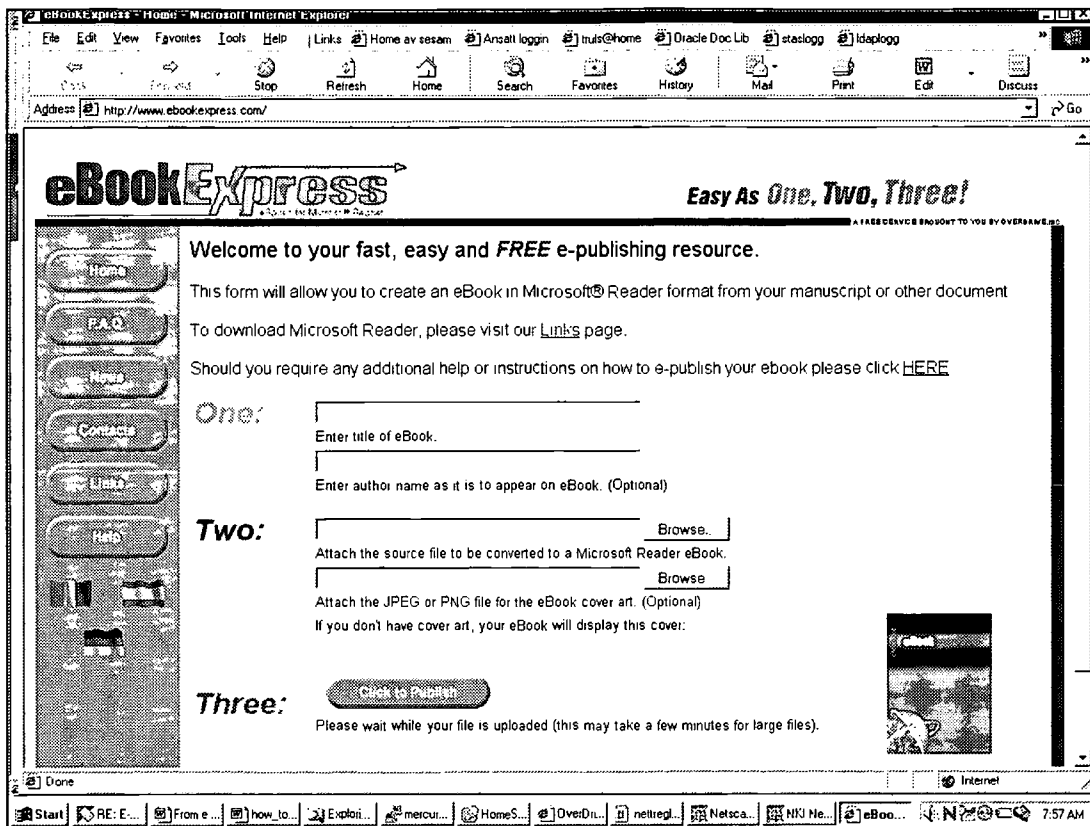 eBookExpress - Home - Microsoft Internet Explorer
File Edit View Favorites Tools Help Links Home av sesam Ansatt loggin truls@home Oracle Doc Lib staslogg ldaplogg »
Stop Refresh Home Search Favorites History Mail Print Edit Discuss »
Address http://www.ebookexpress.com/ Go
eBookExpress
Easy As One, Two, Three!
A FREE SERVICE BROUGHT TO YOU BY OVERDRIVE, INC.
Home
F.A.Q.
News
Contacts
Links
Help
Welcome to your fast, easy and FREE e-publishing resource.
This form will allow you to create an eBook in Microsoft® Reader format from your manuscript or other document
To download Microsoft Reader, please visit our Links page.
Should you require any additional help or instructions on how to e-publish your ebook please click HERE
One:
Enter title of eBook.
Enter author name as it is to appear on eBook. (Optional)
Two:
Browse..
Attach the source file to be converted to a Microsoft Reader eBook.
Browse
Attach the JPEG or PNG file for the eBook cover art. (Optional)
If you don't have cover art, your eBook will display this cover:
eBook
Three:
Click to Publish
Please wait while your file is uploaded (this may take a few minutes for large files).
Done Internet
Start RE: E-... From e... how_to... Explori... mercur... HomeS... OverDri... nettregl... Netsca... NKI Ne... eBoo... 7:57 AM